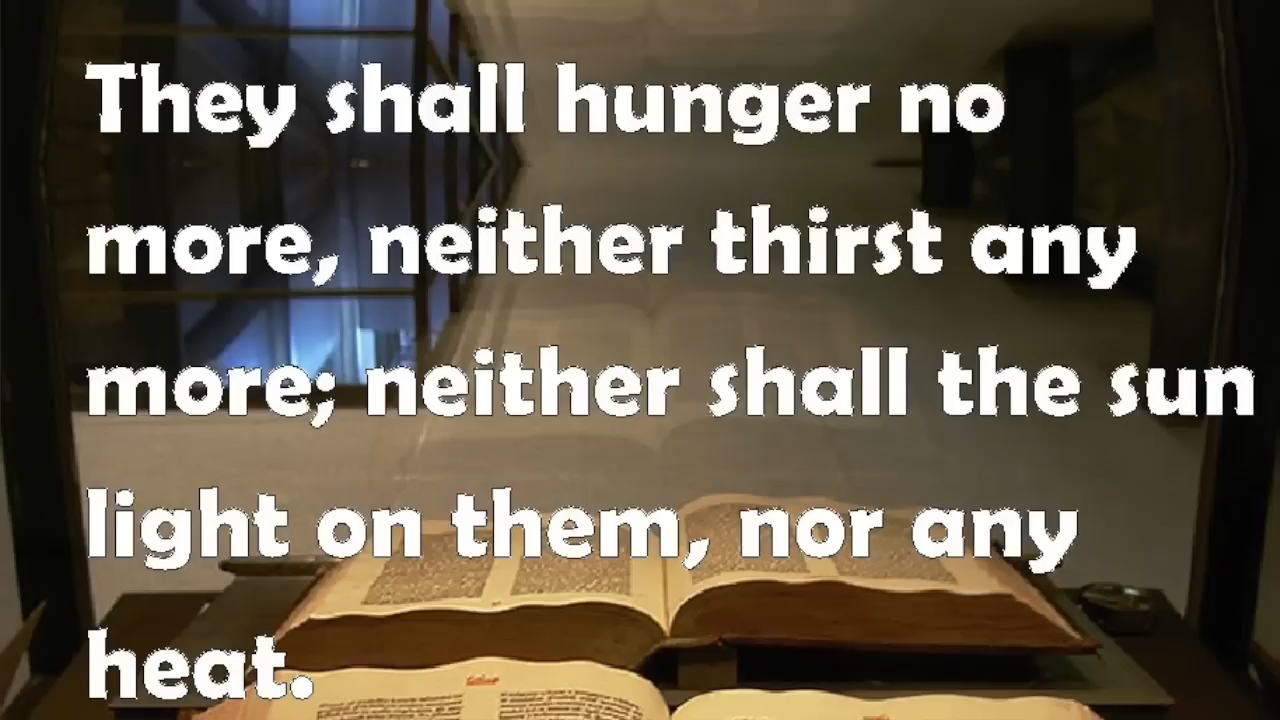 They shall hunger no
more, neither thirst any
more; neither shall the sun
light on them, nor any
heat.